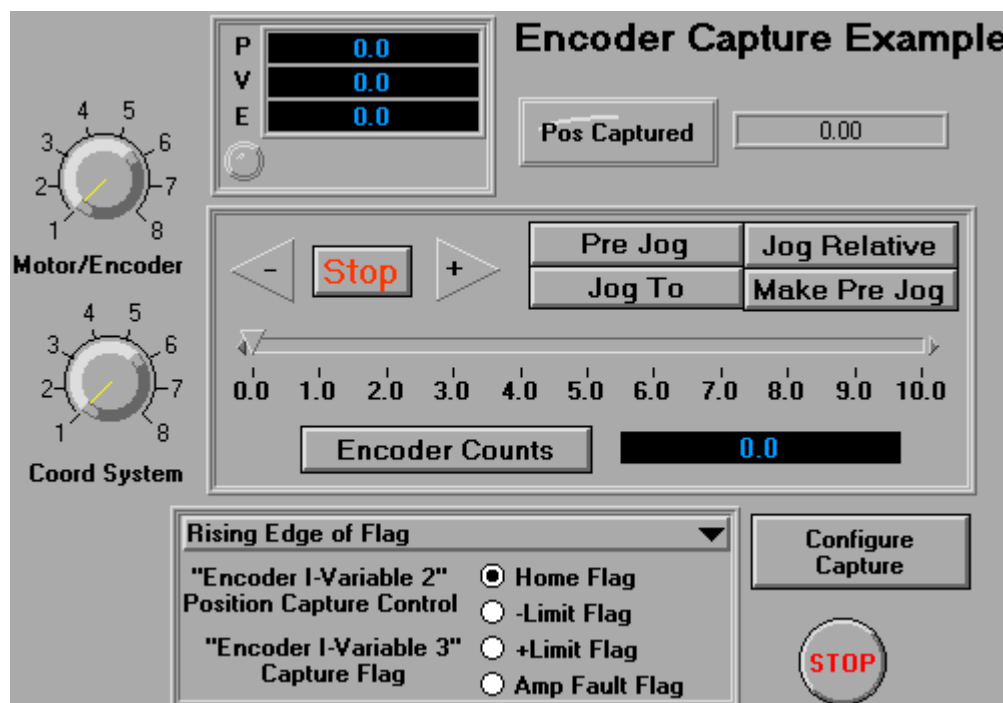 Encoder Capture Example
P 0.0
V 0.0
E 0.0
Pos Captured 0.00
1 2 3 4 5 6 7 8
Motor/Encoder
1 2 3 4 5 6 7 8
Coord System
- Stop +
Pre Jog Jog Relative
Jog To Make Pre Jog
0.0 1.0 2.0 3.0 4.0 5.0 6.0 7.0 8.0 9.0 10.0
Encoder Counts 0.0
Rising Edge of Flag
"Encoder I-Variable 2"
Position Capture Control
"Encoder I-Variable 3"
Capture Flag
Home Flag
-Limit Flag
+Limit Flag
Amp Fault Flag
Configure
Capture
STOP